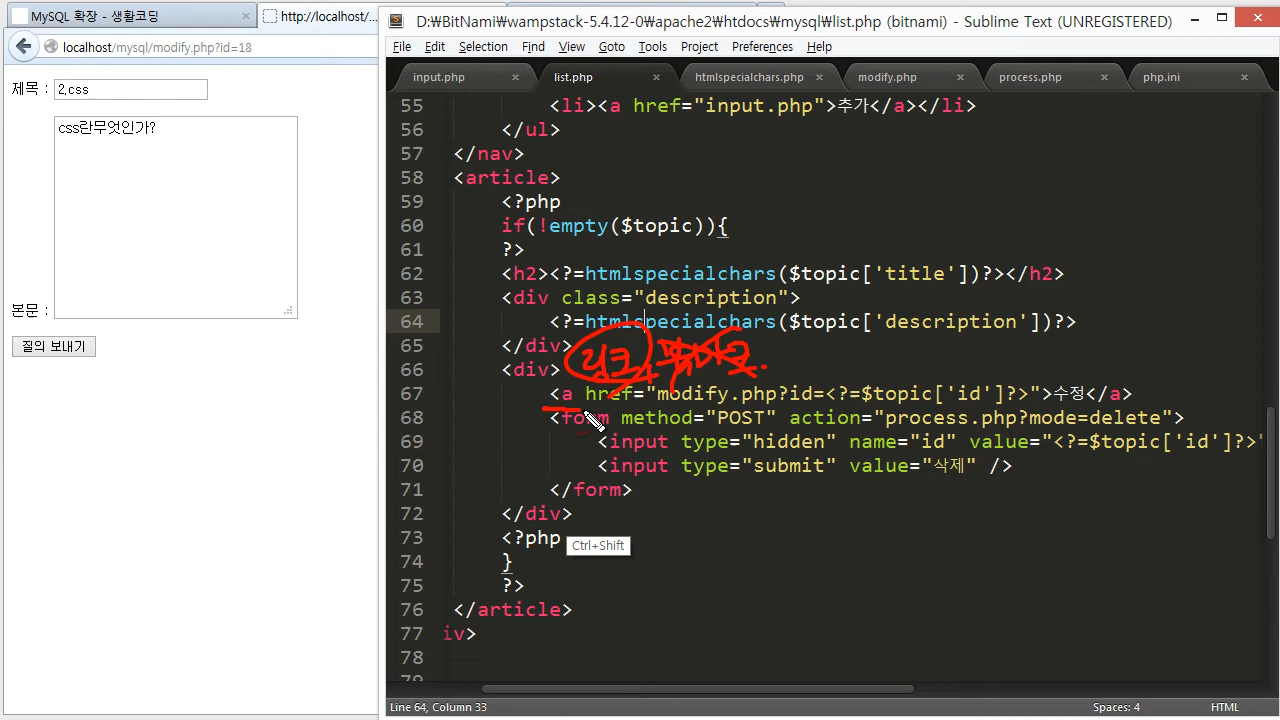 MySQL 확장 - 생활코딩
http://localhost/...
localhost/mysql/modify.php?id=18
제목 : 2.css
css란무엇인가?
본문 :
질의 보내기
D:₩BitNami₩wampstack-5.4.12-0₩apache2₩htdocs₩mysql₩list.php (bitnami) - Sublime Text (UNREGISTERED)
File Edit Selection Find View Goto Tools Project Preferences Help
input.php list.php htmlspecialchars.php modify.php process.php php.ini
55 <li><a href="input.php">추가</a></li>
56 </ul>
57 </nav>
58 <article>
59 <?php
60 if(!empty($topic)){
61 ?>
62 <h2><?=htmlspecialchars($topic['title'])?></h2>
63 <div class="description">
64 <?=htmlspecialchars($topic['description'])?>
65 </div>
링크
66 <div>
67 <a href="modify.php?id=<?=$topic['id']?>">수정</a>
68 <form method="POST" action="process.php?mode=delete">
69 <input type="hidden" name="id" value="<?=$topic['id']?>"
70 <input type="submit" value="삭제" />
71 </form>
72 </div>
73 <?php
Ctrl+Shift
74 }
75 ?>
76 </article>
77 iv>
78
79
Line 64, Column 33 Spaces: 4 HTML